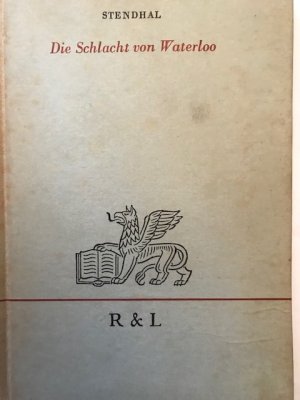 STENDHAL
Die Schlacht von Waterloo
R & L